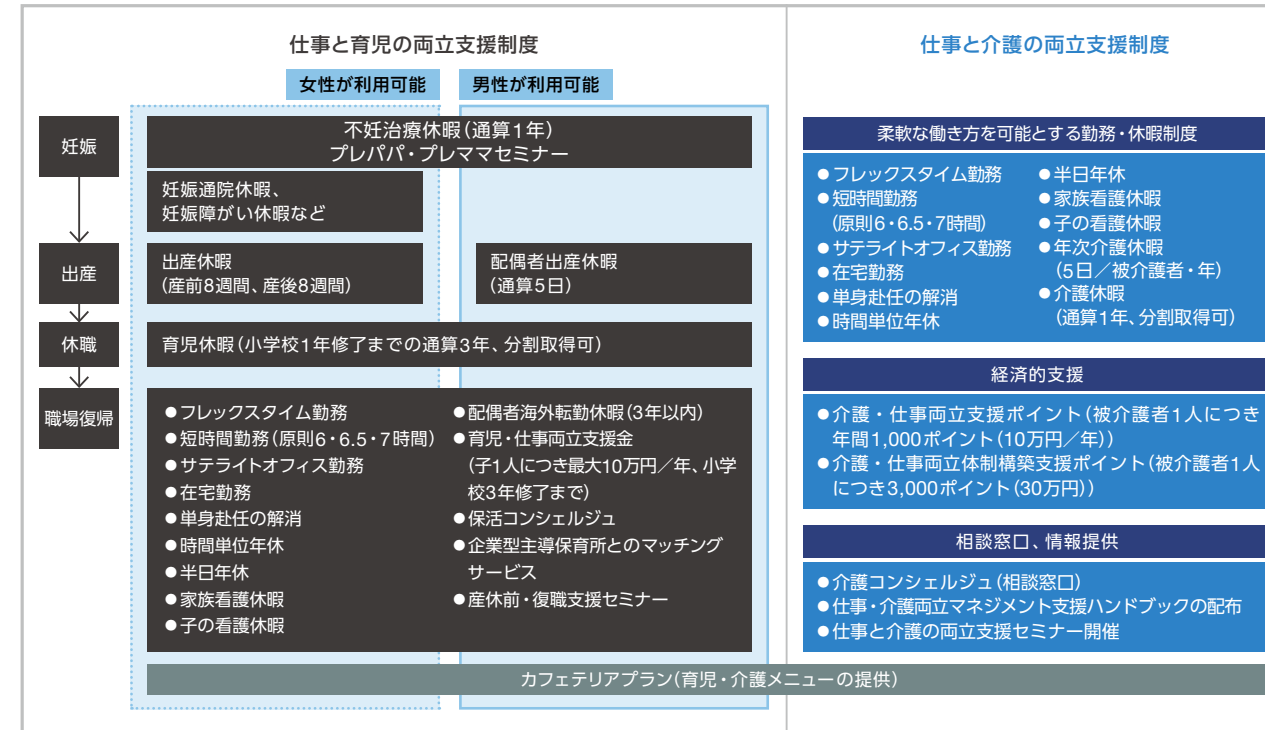 仕事と育児の両立支援制度
女性が利用可能
男性が利用可能
妊娠
不妊治療休暇(通算1年)
プレパパ・プレママセミナー
妊娠通院休暇、
妊娠障がい休暇など
出産
出産休暇
(産前8週間、産後8週間)
配偶者出産休暇
(通算5日)
休職
育児休暇(小学校1年修了までの通算3年、分割取得可)
職場復帰
●フレックスタイム勤務
●短時間勤務(原則6・6.5・7時間)
●サテライトオフィス勤務
●在宅勤務
●単身赴任の解消
●時間単位年休
●半日年休
●家族看護休暇
●子の看護休暇
●配偶者海外転勤休暇(3年以内)
●育児・仕事両立支援金
(子1人につき最大10万円/年、小学
校3年修了まで)
●保活コンシェルジュ
●企業型主導保育所とのマッチング
サービス
●産休前・復職支援セミナー
仕事と介護の両立支援制度
柔軟な働き方を可能とする勤務・休暇制度
●フレックスタイム勤務
●短時間勤務
(原則6・6.5・7時間)
●サテライトオフィス勤務
●在宅勤務
●単身赴任の解消
●時間単位年休
●半日年休
●家族看護休暇
●子の看護休暇
●年次介護休暇
(5日/被介護者・年)
●介護休暇
(通算1年、分割取得可)
経済的支援
●介護・仕事両立支援ポイント(被介護者1人につき
年間1,000ポイント(10万円/年))
●介護・仕事両立体制構築支援ポイント(被介護者1人
につき3,000ポイント(30万円))
相談窓口、情報提供
●介護コンシェルジュ(相談窓口)
●仕事・介護両立マネジメント支援ハンドブックの配布
●仕事と介護の両立支援セミナー開催
カフェテリアプラン(育児・介護メニューの提供)